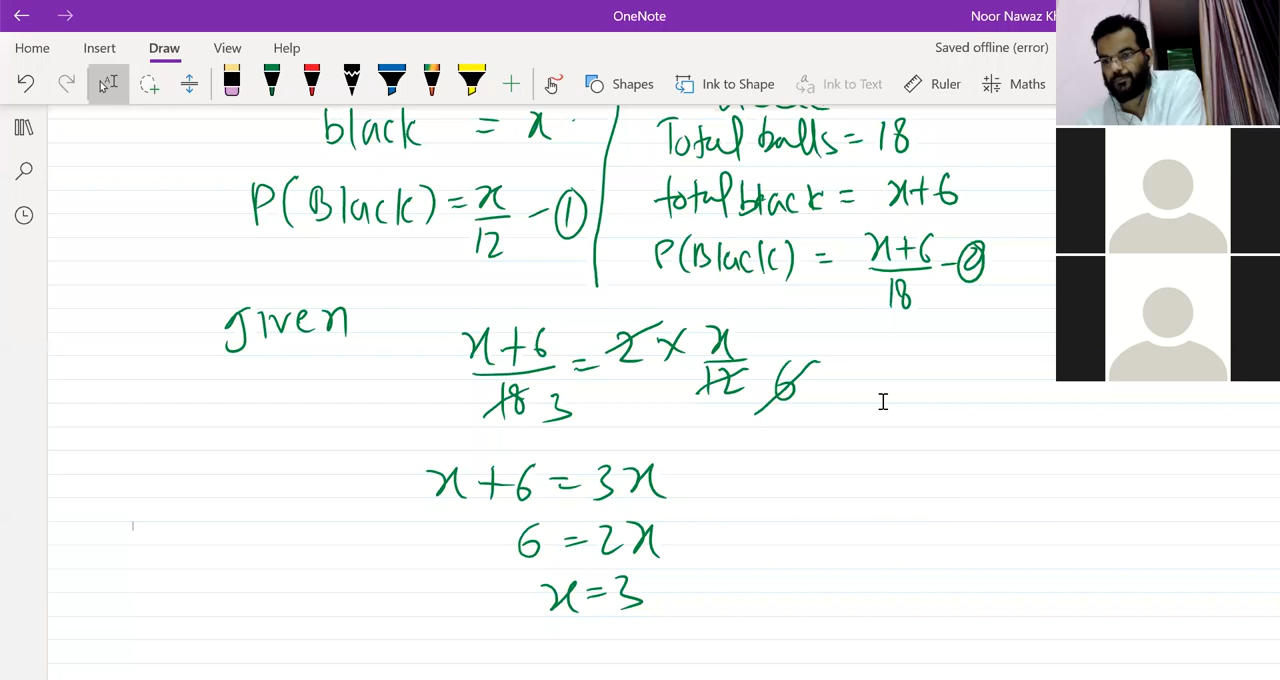 OneNote
Noor Nawaz Kh
Home Insert Draw View Help
Saved offline (error)
Shapes Ink to Shape Ink to Text Ruler Maths
black = x
P(Black) = x/12 - ①
Total balls = 18
total black = x+6
P(Black) = x+6/18 - ②
given
x+6/18 3 = 2 × x/12 6
x+6 = 3x
6 = 2x
x = 3